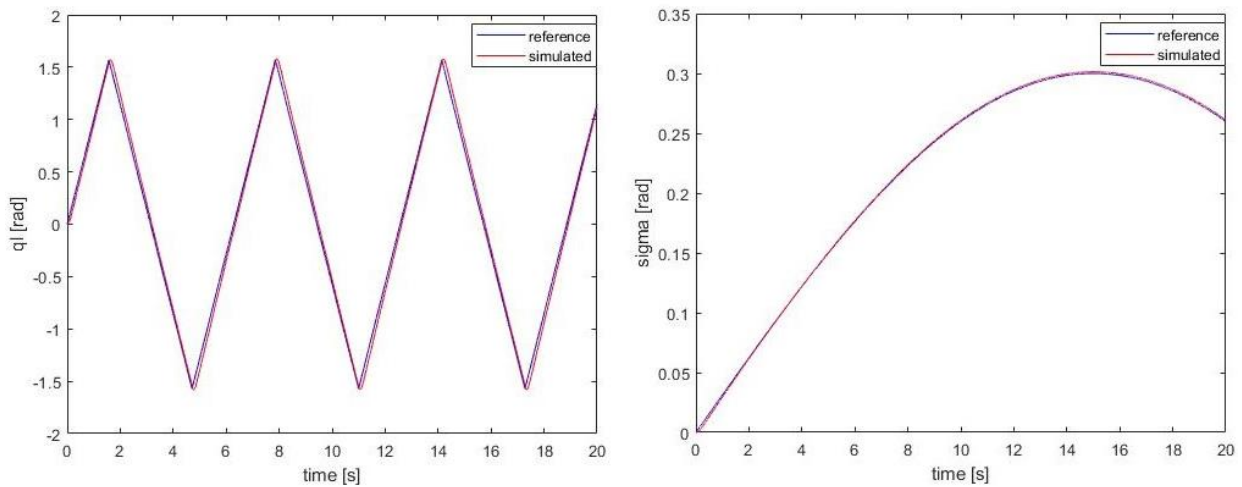 2
1.5
1
0.5
0
-0.5
-1
-1.5
-2
ql [rad]
0 2 4 6 8 10 12 14 16 18 20
time [s]
reference
simulated
0.35
0.3
0.25
0.2
0.15
0.1
0.05
0
sigma [rad]
0 2 4 6 8 10 12 14 16 18 20
time [s]
reference
simulated